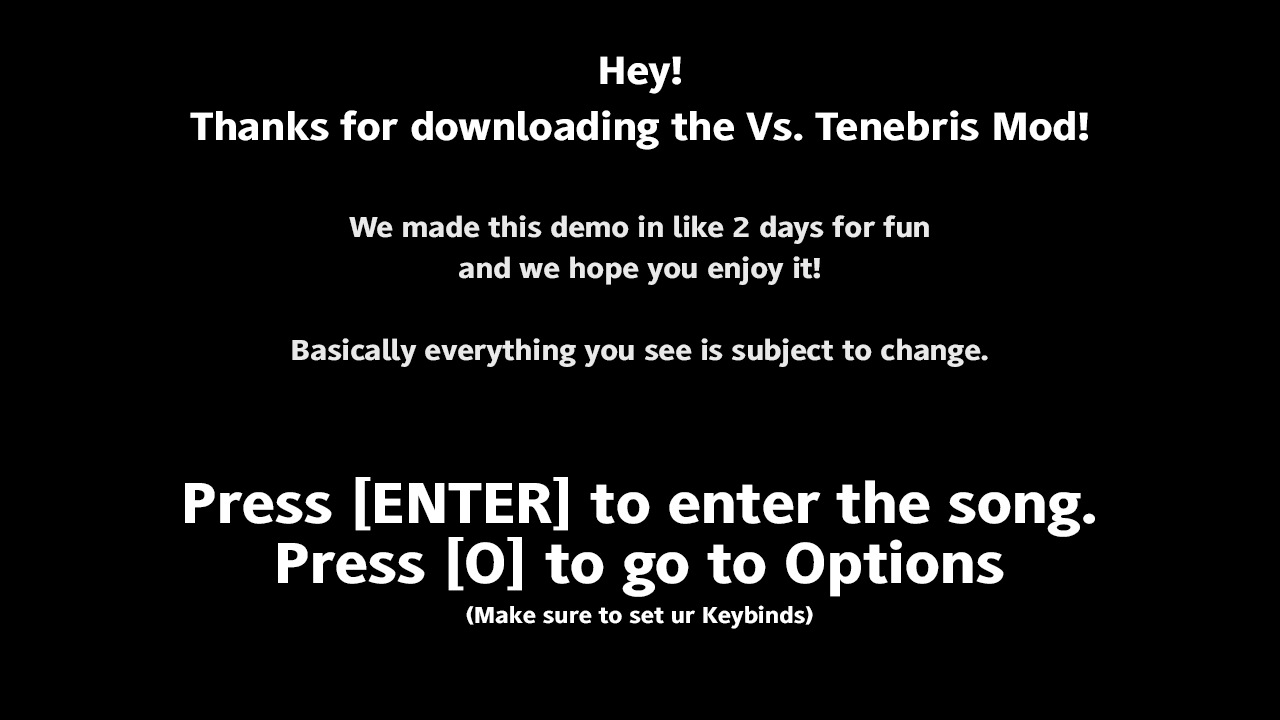 Hey!
Thanks for downloading the Vs. Tenebris Mod!
We made this demo in like 2 days for fun
and we hope you enjoy it!
Basically everything you see is subject to change.
Press [ENTER] to enter the song.
Press [O] to go to Options
(Make sure to set ur Keybinds)